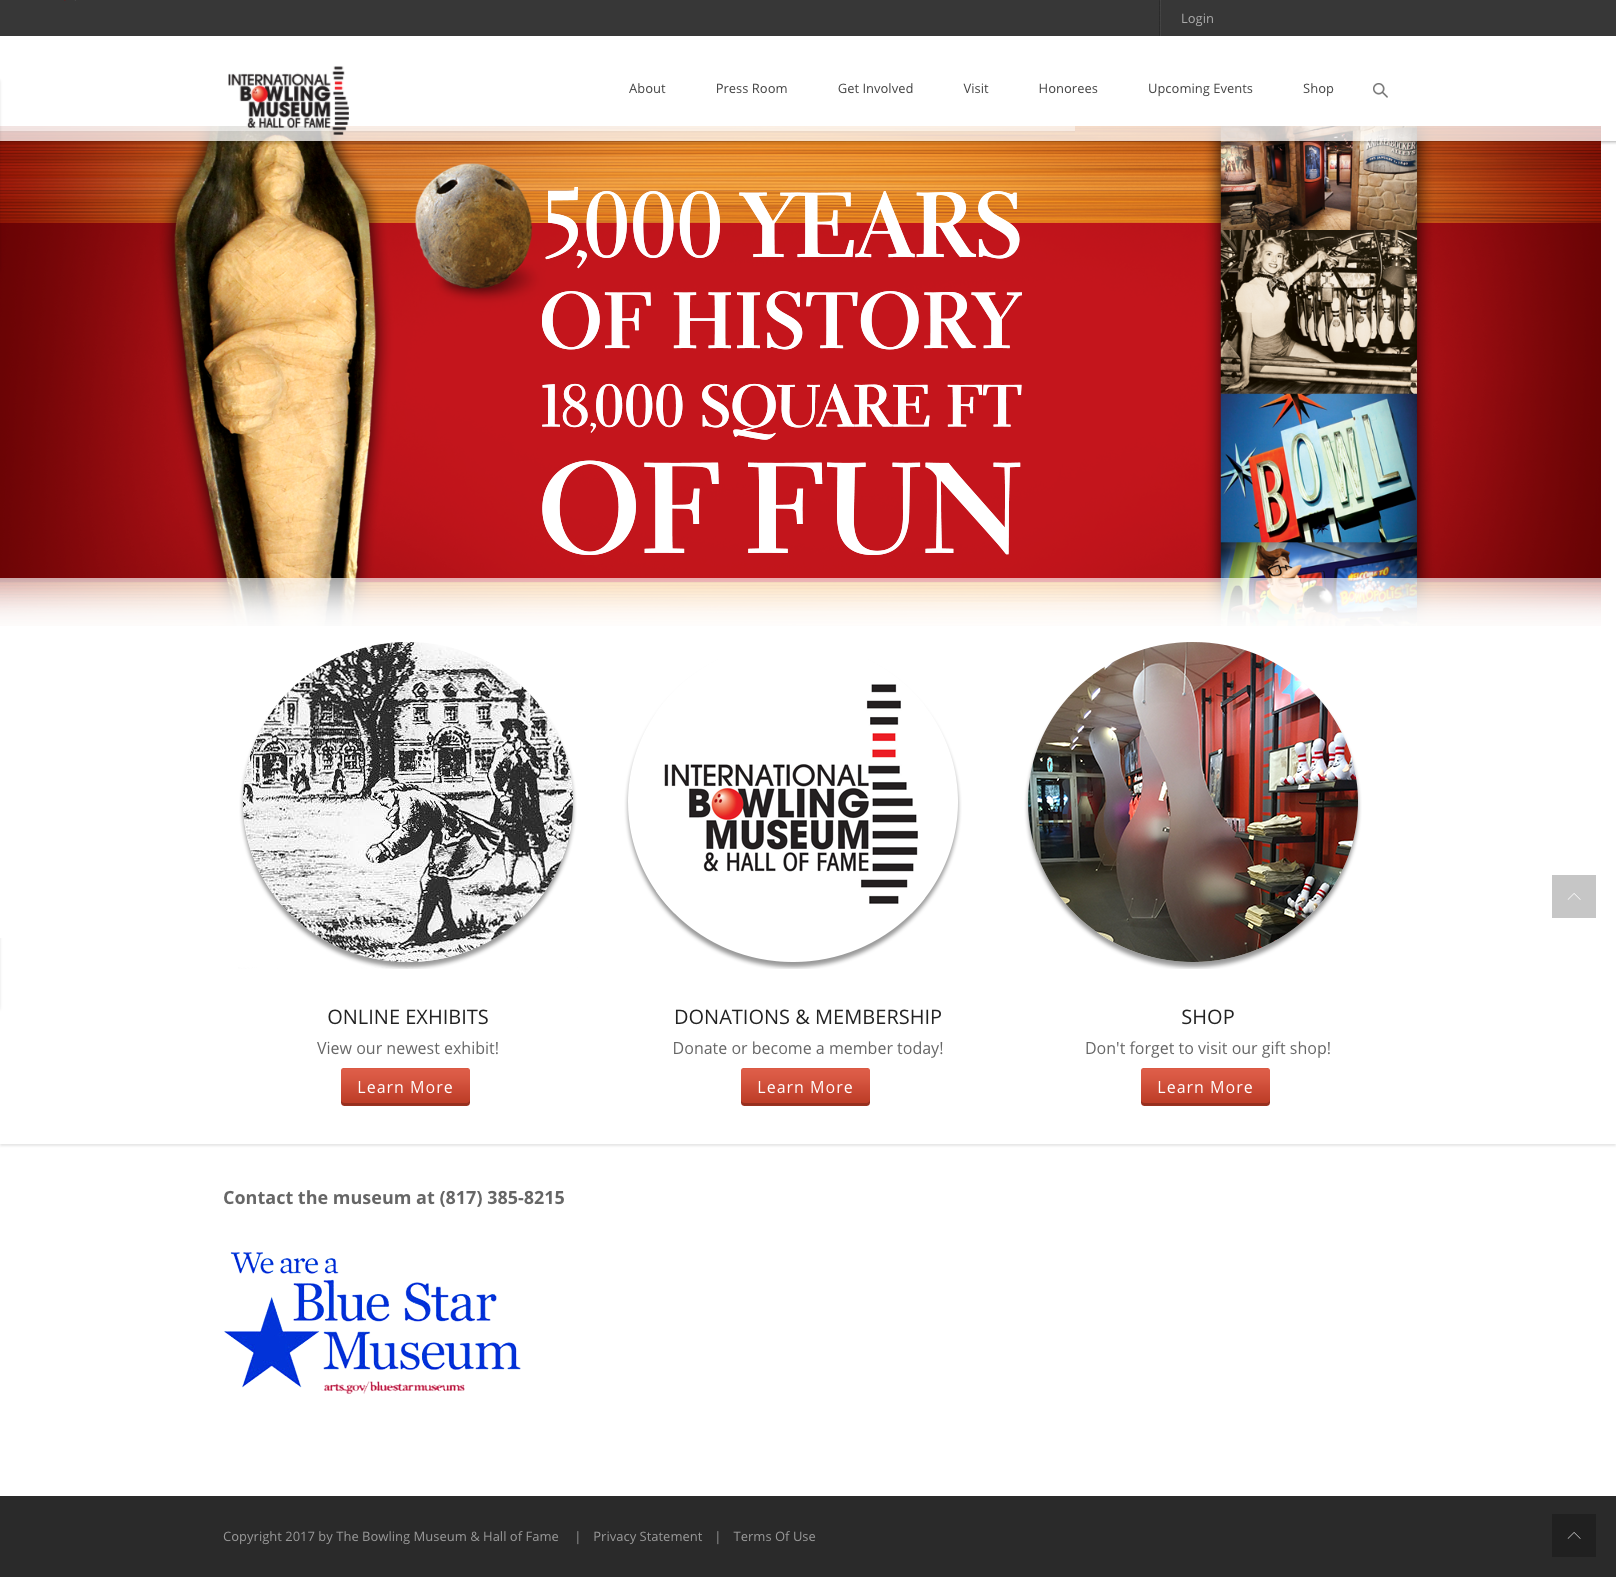 Login
INTERNATIONAL
BOWLING
MUSEUM
& HALL OF FAME
About
Press Room
Get Involved
Visit
Honorees
Upcoming Events
Shop
5,000 YEARS
OF HISTORY
18,000 SQUARE FT
OF FUN
BOWL
INTERNATIONAL
BOWLING
MUSEUM
& HALL OF FAME
ONLINE EXHIBITS
DONATIONS & MEMBERSHIP
SHOP
View our newest exhibit!
Donate or become a member today!
Don't forget to visit our gift shop!
Learn More
Learn More
Learn More
Contact the museum at (817) 385-8215
We are a
Blue Star
Museum
arts.gov/bluestarmuseums
Copyright 2017 by The Bowling Museum & Hall of Fame | Privacy Statement | Terms Of Use